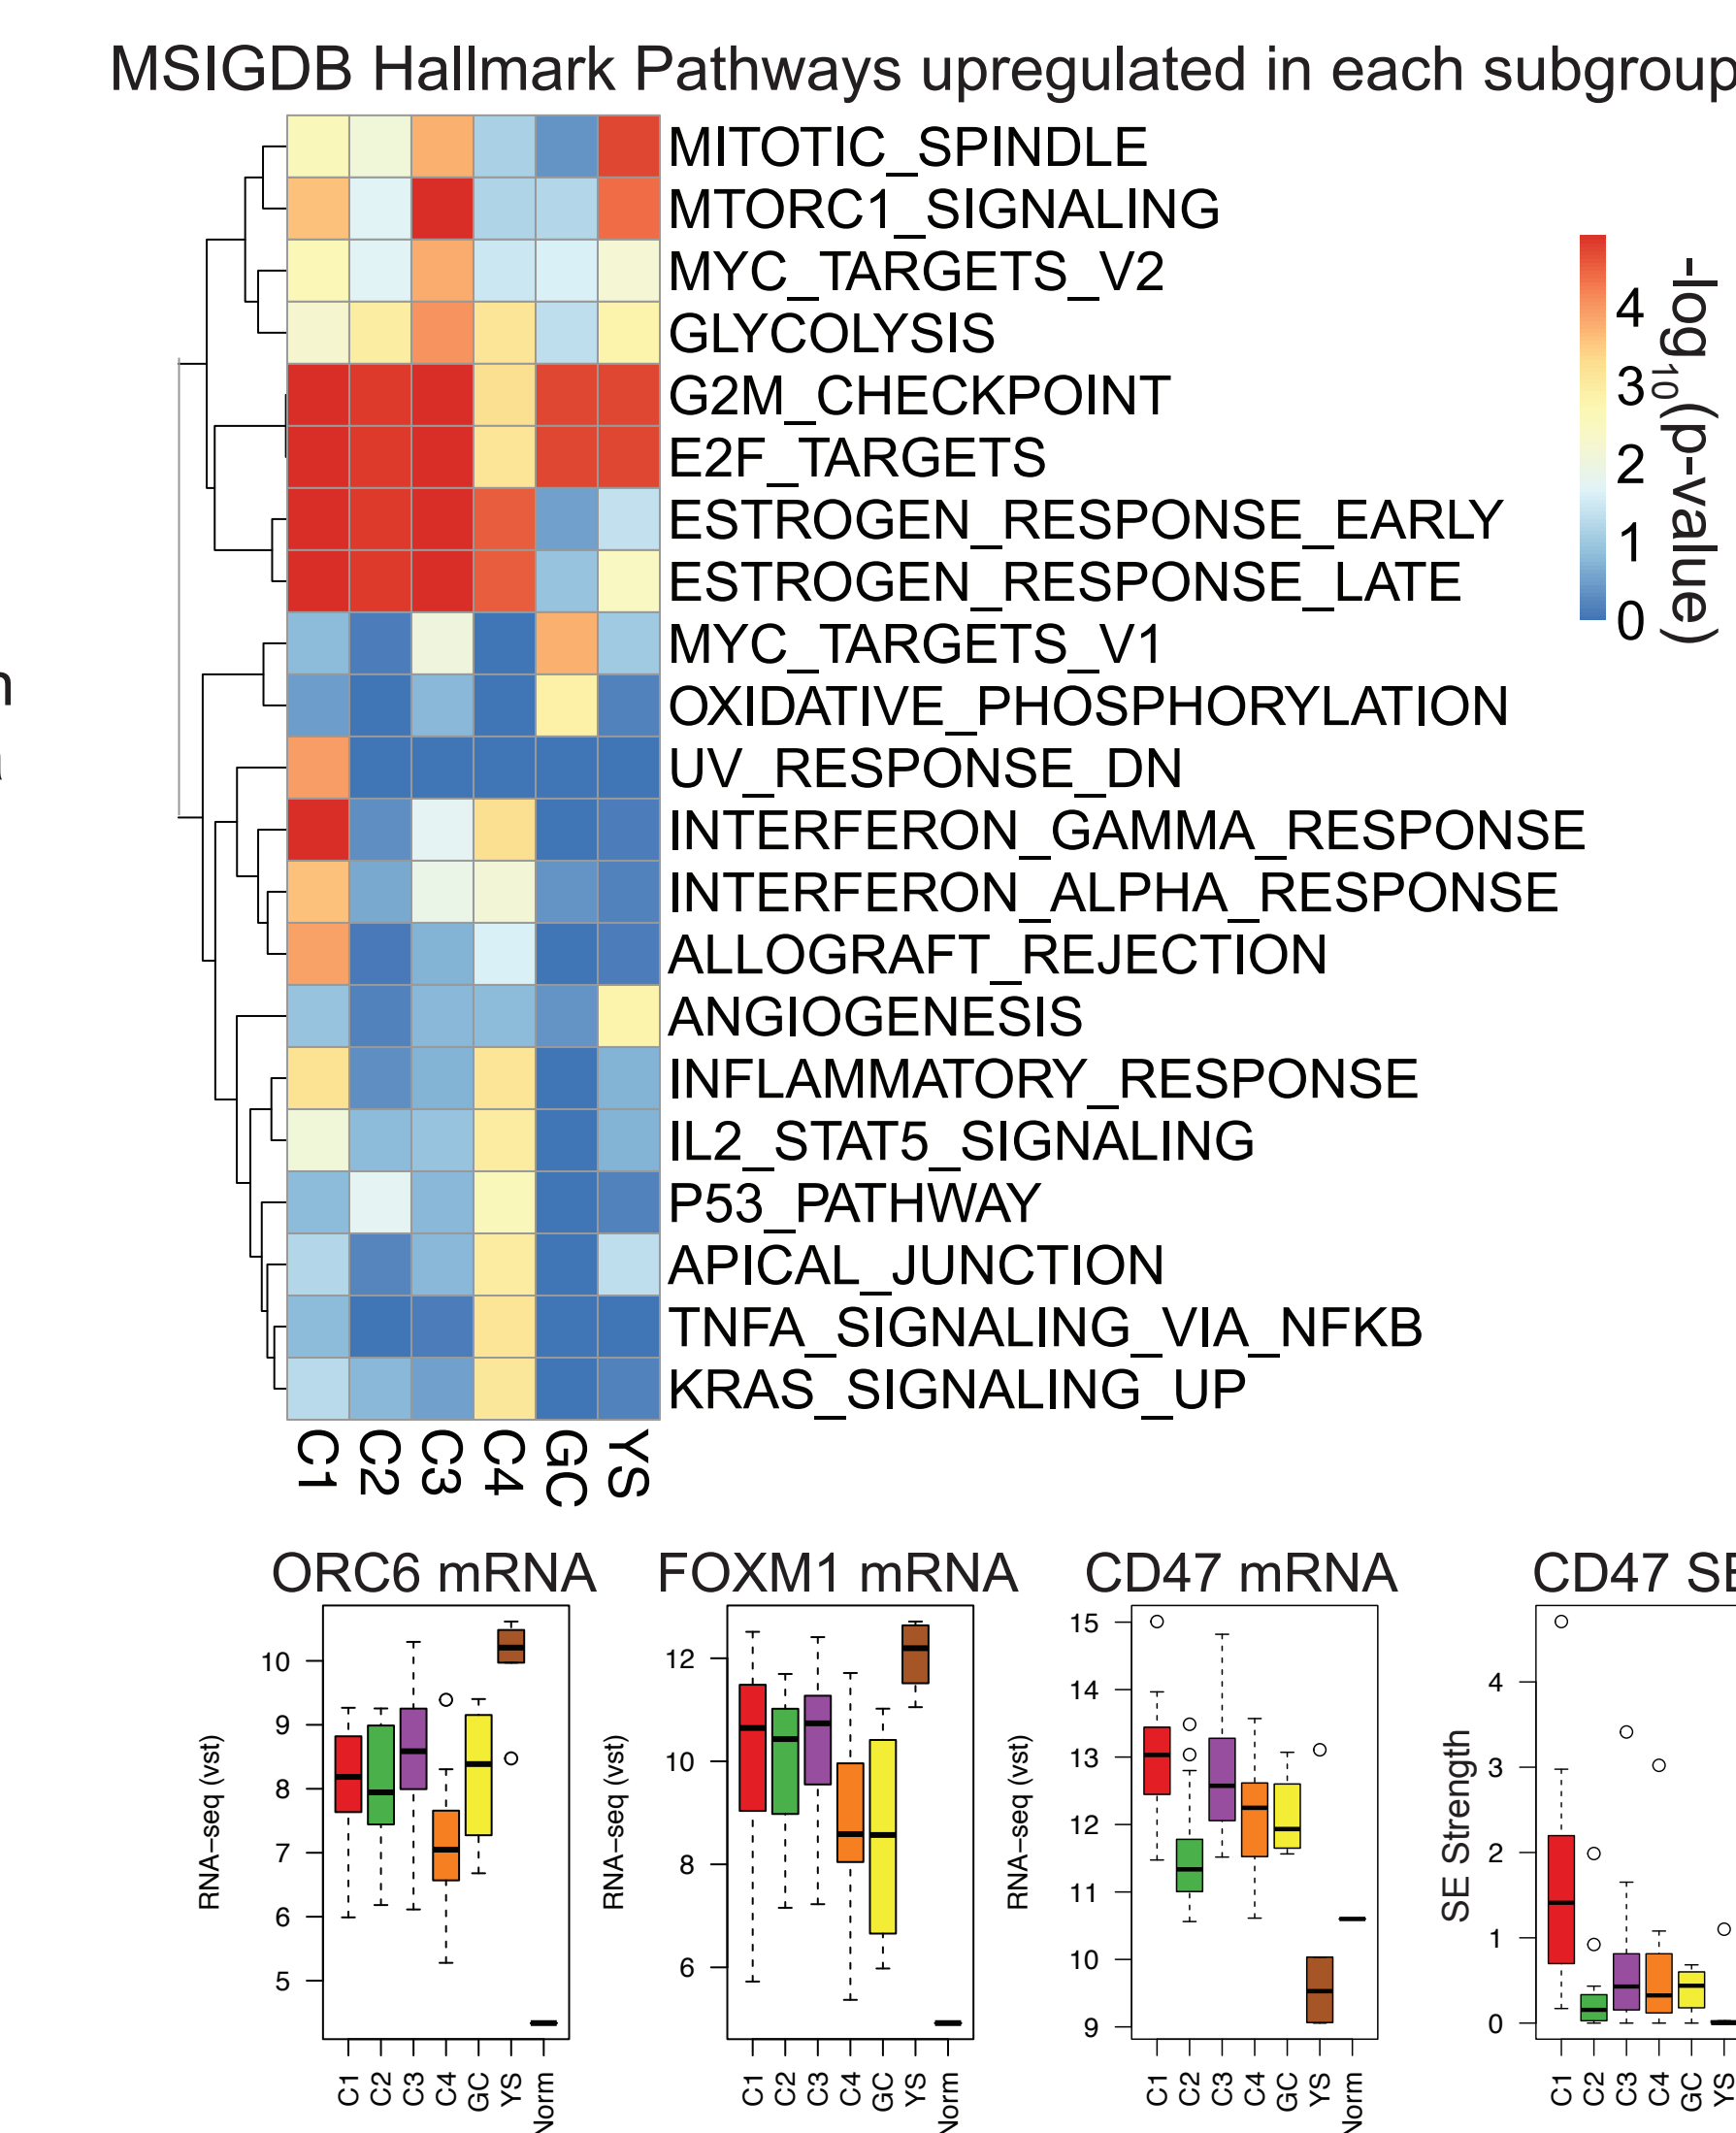 MSIGDB Hallmark Pathways upregulated in each subgroup
MITOTIC_SPINDLE
MTORC1_SIGNALING
MYC_TARGETS_V2
GLYCOLYSIS
G2M_CHECKPOINT
E2F_TARGETS
ESTROGEN_RESPONSE_EARLY
ESTROGEN_RESPONSE_LATE
MYC_TARGETS_V1
OXIDATIVE_PHOSPHORYLATION
UV_RESPONSE_DN
INTERFERON_GAMMA_RESPONSE
INTERFERON_ALPHA_RESPONSE
ALLOGRAFT_REJECTION
ANGIOGENESIS
INFLAMMATORY_RESPONSE
IL2_STAT5_SIGNALING
P53_PATHWAY
APICAL_JUNCTION
TNFA_SIGNALING_VIA_NFKB
KRAS_SIGNALING_UP
C1 C2 C3 C4 GC YS
4
3
2
1
0
-log10(p-value)
n
ORC6 mRNA
RNA−seq (vst)
10
9
8
7
6
5
C1 C2 C3 C4 GC YS Norm
FOXM1 mRNA
RNA−seq (vst)
12
10
8
6
C1 C2 C3 C4 GC YS Norm
CD47 mRNA
RNA−seq (vst)
15
14
13
12
11
10
9
C1 C2 C3 C4 GC YS Norm
CD47 SE
SE Strength
4
3
2
1
0
C1 C2 C3 C4 GC YS